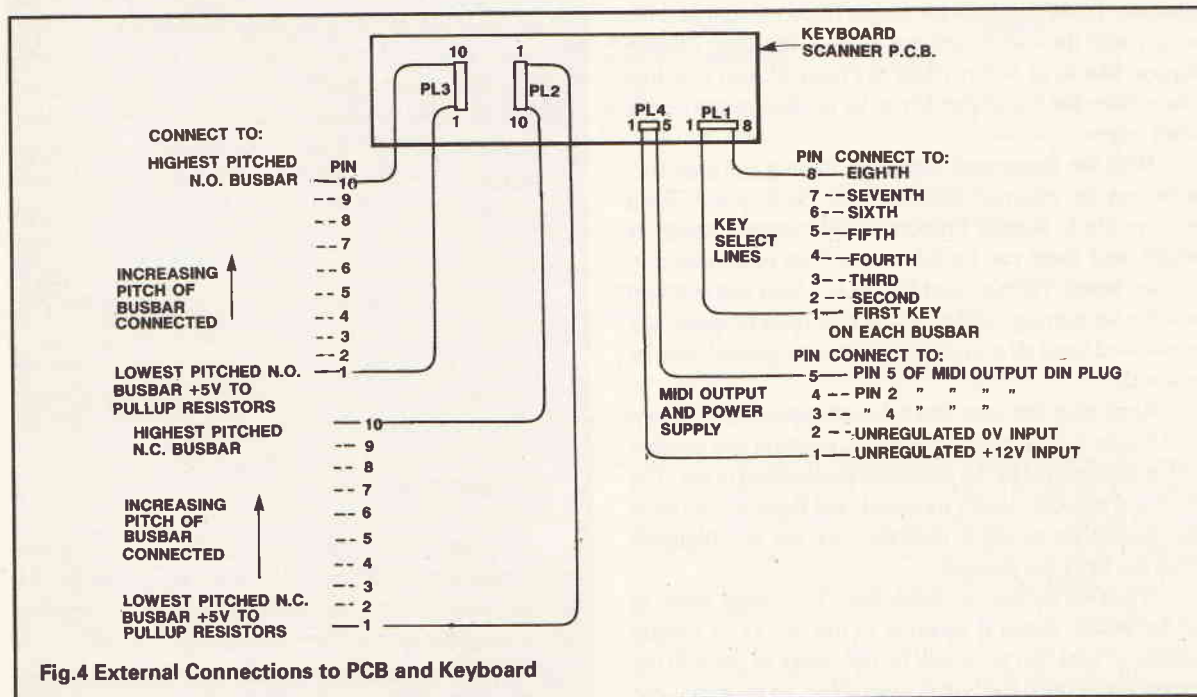 KEYBOARD
SCANNER P.C.B.
10
PL3
1
1
PL2
10
PL4
1 5
PL1
1 8
CONNECT TO:
HIGHEST PITCHED
N.O. BUSBAR
PIN
10
9
8
7
6
5
4
3
2
1
INCREASING
PITCH OF
BUSBAR
CONNECTED
LOWEST PITCHED N.O.
BUSBAR +5V TO
PULLUP RESISTORS
HIGHEST PITCHED
N.C. BUSBAR
10
9
8
7
6
5
4
3
2
1
INCREASING
PITCH OF
BUSBAR
CONNECTED
LOWEST PITCHED N.C.
BUSBAR +5V TO
PULLUP RESISTORS
KEY
SELECT
LINES
PIN CONNECT TO:
8 — EIGHTH
7 -- SEVENTH
6 -- SIXTH
5 -- FIFTH
4 -- FOURTH
3 -- THIRD
2 -- SECOND
1 - FIRST KEY
ON EACH BUSBAR
MIDI OUTPUT
AND POWER
SUPPLY
PIN CONNECT TO:
5 — PIN 5 OF MIDI OUTPUT DIN PLUG
4 -- PIN 2 " " " "
3 -- " 4 " " "
2 -- UNREGULATED 0V INPUT
1 — UNREGULATED +12V INPUT
Fig.4 External Connections to PCB and Keyboard